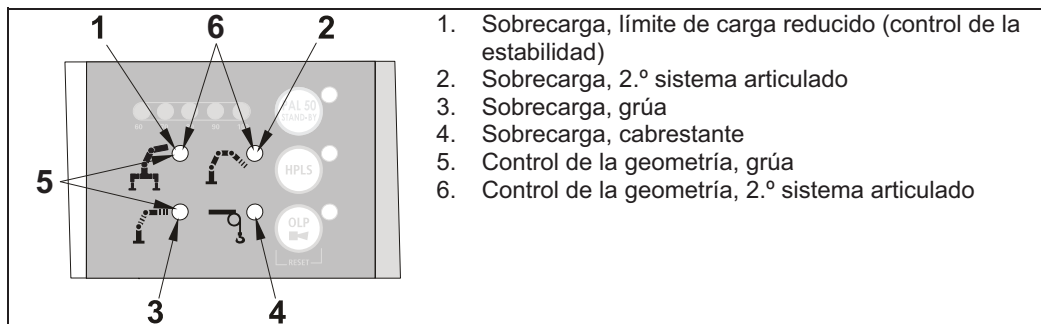 1 6 2
PAL 50
STAND-BY
60 90
5
HPLS
OLP
RESET
3 4
1. Sobrecarga, límite de carga reducido (control de la
estabilidad)
2. Sobrecarga, 2.º sistema articulado
3. Sobrecarga, grúa
4. Sobrecarga, cabrestante
5. Control de la geometría, grúa
6. Control de la geometría, 2.º sistema articulado